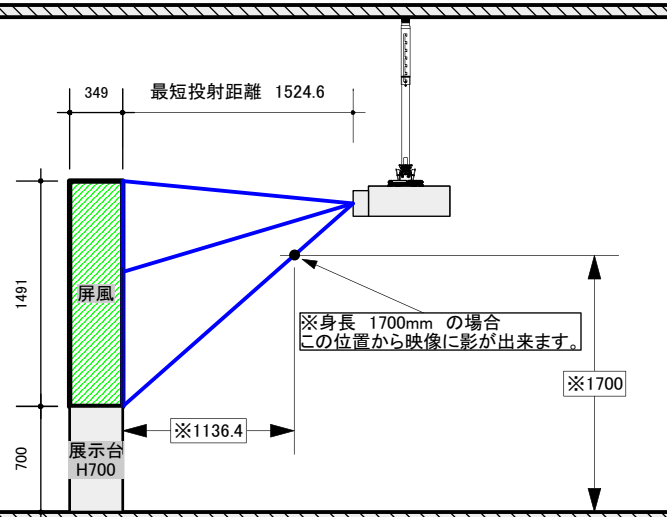 349
最短投射距離 1524.6
1491
屏風
※身長 1700mm の場合
この位置から映像に影が出来ます。
※1700
※1136.4
700
展示台
H700